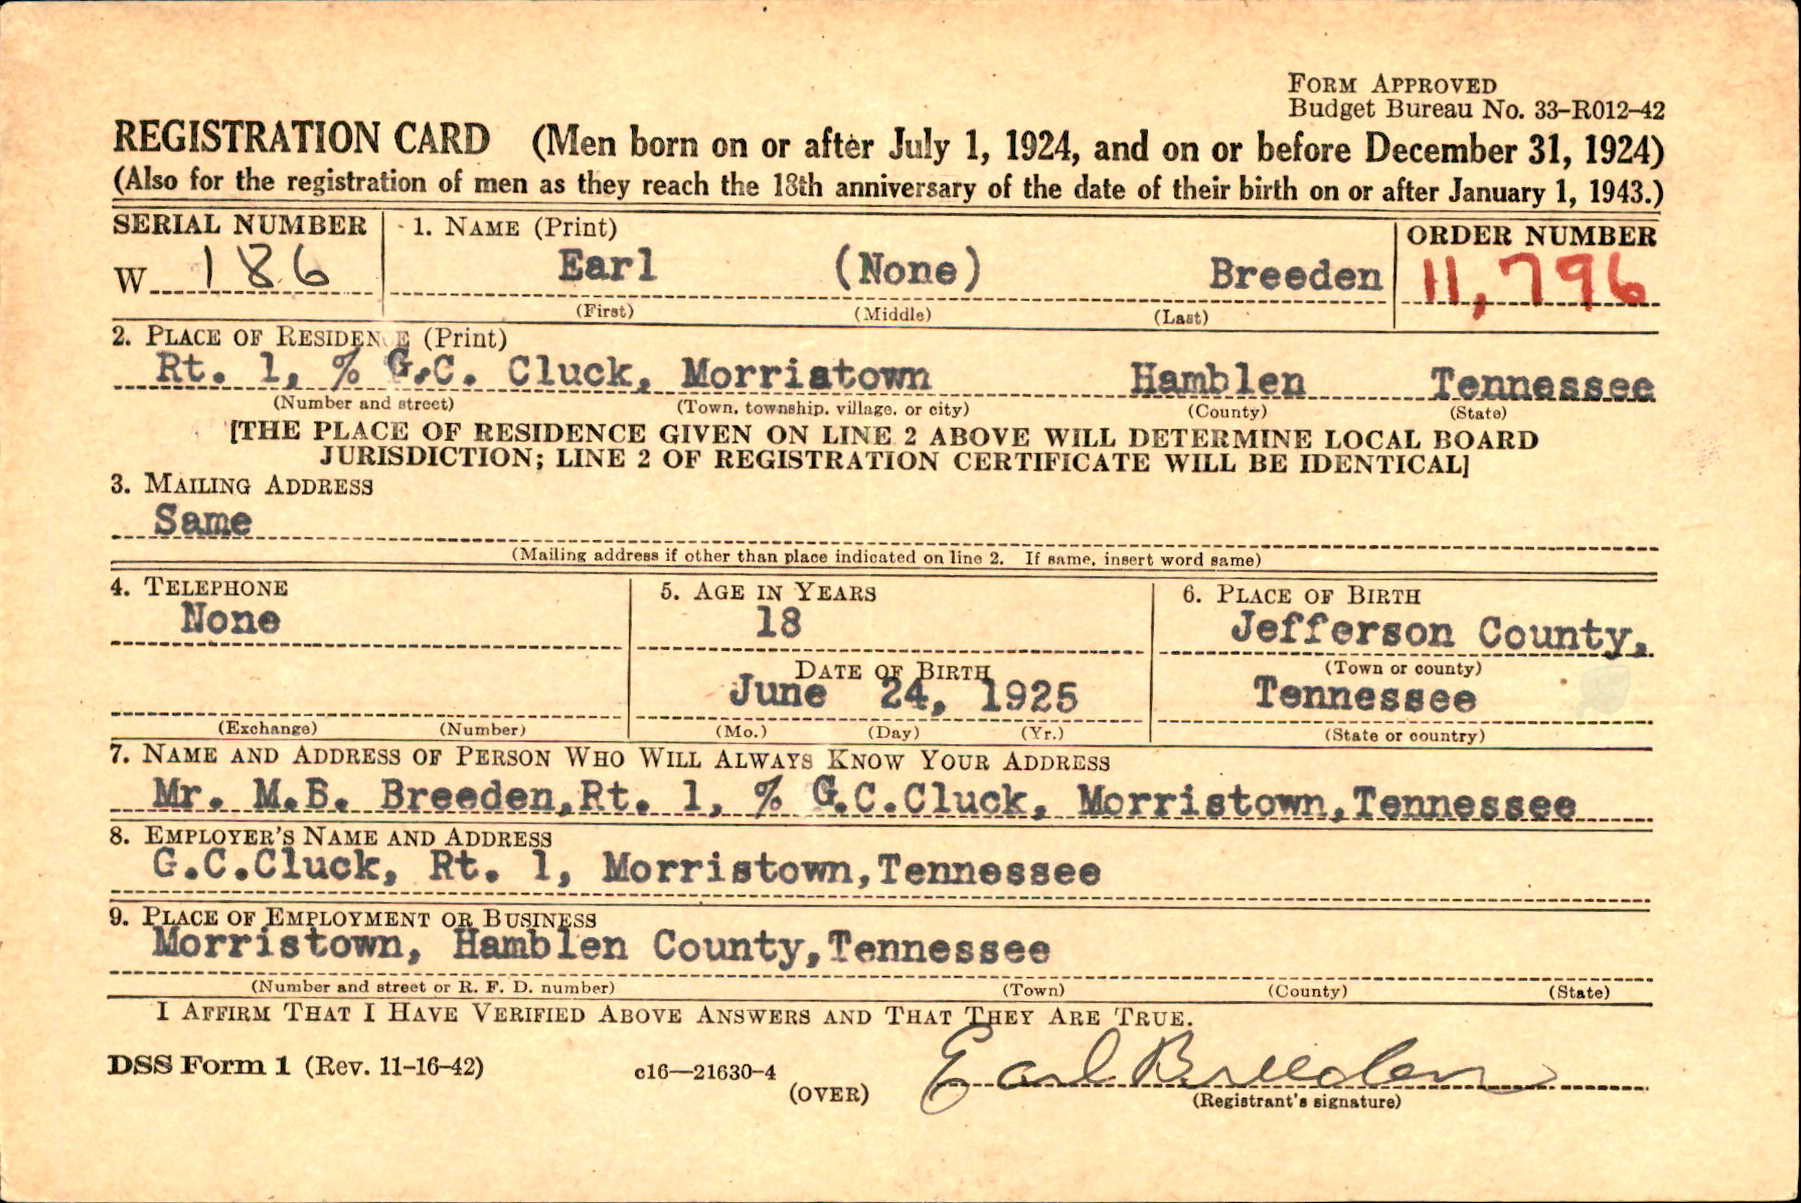 FORM APPROVED
Budget Bureau No. 33-R012-42
REGISTRATION CARD (Men born on or after July 1, 1924, and on or before December 31, 1924)
(Also for the registration of men as they reach the 18th anniversary of the date of their birth on or after January 1, 1943.)
SERIAL NUMBER 1. NAME (Print) ORDER NUMBER
W 186 Earl (None) Breeden 11,796
(First) (Middle) (Last)
2. PLACE OF RESIDENCE (Print)
Rt. 1, % G.C. Cluck, Morristown Hamblen Tennessee
(Number and street) (Town, township, village, or city) (County) (State)
[THE PLACE OF RESIDENCE GIVEN ON LINE 2 ABOVE WILL DETERMINE LOCAL BOARD
JURISDICTION; LINE 2 OF REGISTRATION CERTIFICATE WILL BE IDENTICAL]
3. MAILING ADDRESS
Same
(Mailing address if other than place indicated on line 2. If same, insert word same)
4. TELEPHONE 5. AGE IN YEARS 6. PLACE OF BIRTH
None 18 Jefferson County,
DATE OF BIRTH (Town or county)
June 24, 1925 Tennessee
(Exchange) (Number) (Mo.) (Day) (Yr.) (State or country)
7. NAME AND ADDRESS OF PERSON WHO WILL ALWAYS KNOW YOUR ADDRESS
Mr. M.B. Breeden,Rt. 1, % G.C.Cluck, Morristown,Tennessee
8. EMPLOYER'S NAME AND ADDRESS
G.C.Cluck, Rt. 1, Morristown,Tennessee
9. PLACE OF EMPLOYMENT OR BUSINESS
Morristown, Hamblen County,Tennessee
(Number and street or R. F. D. number) (Town) (County) (State)
I AFFIRM THAT I HAVE VERIFIED ABOVE ANSWERS AND THAT THEY ARE TRUE.
DSS Form 1 (Rev. 11-16-42) c16—21630-4 Earl Breeden
(OVER) (Registrant's signature)